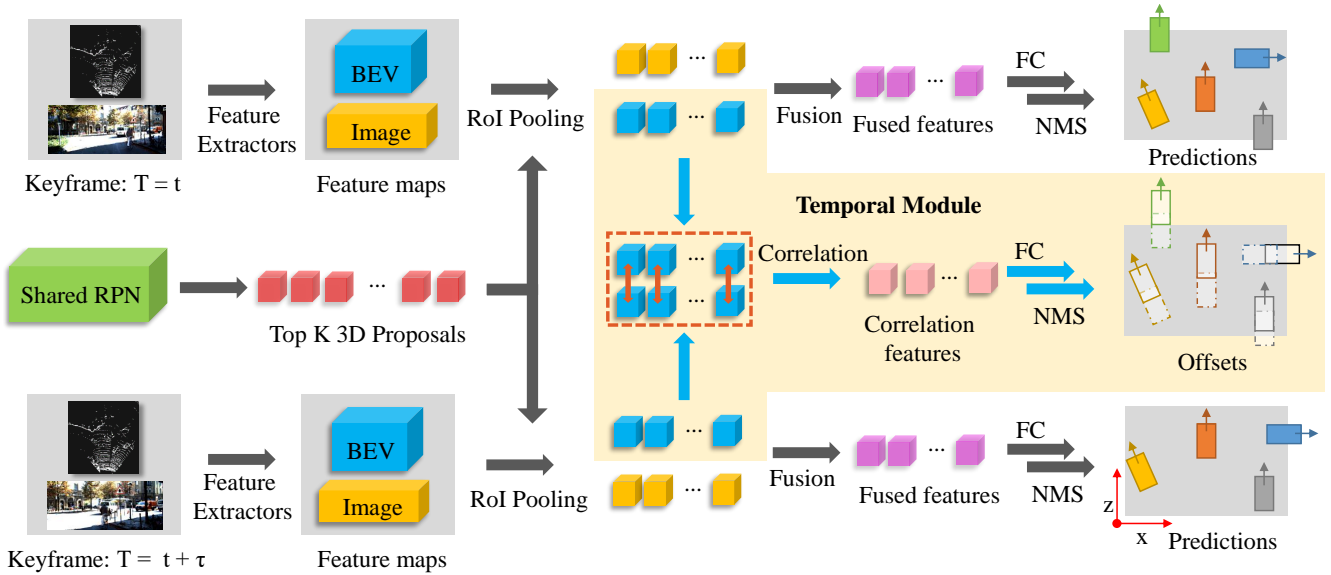 BEV
Image
Feature
Extractors
Keyframe: T = t
Feature maps
RoI Pooling
...
...
Fusion
...
Fused features
FC
NMS
Predictions
Shared RPN
...
Top K 3D Proposals
Temporal Module
...
...
Correlation
...
Correlation
features
FC
NMS
Offsets
BEV
Image
Feature
Extractors
Keyframe: T = t + τ
Feature maps
RoI Pooling
...
...
Fusion
...
Fused features
FC
NMS
z
x
Predictions